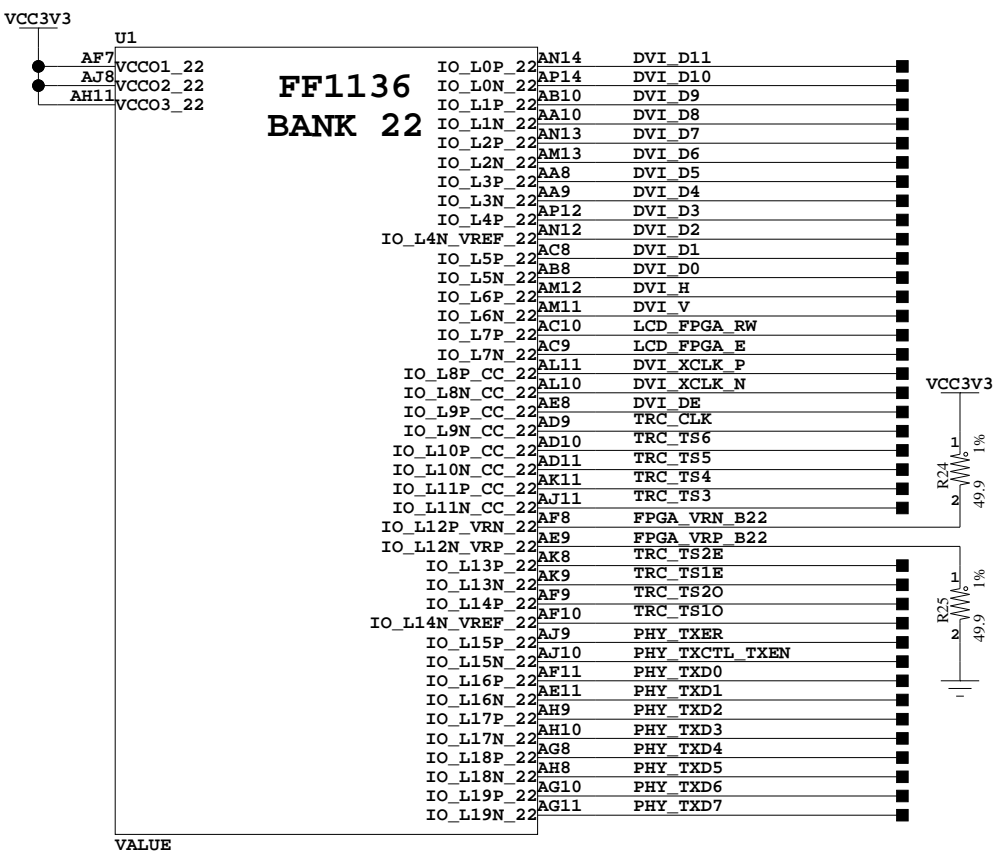 VCC3V3
U1
AF7 VCCO1_22
AJ8 VCCO2_22
AH11 VCCO3_22
FF1136
BANK 22
IO_L0P_22 AN14 DVI_D11
IO_L0N_22 AP14 DVI_D10
IO_L1P_22 AB10 DVI_D9
IO_L1N_22 AA10 DVI_D8
IO_L2P_22 AN13 DVI_D7
IO_L2N_22 AM13 DVI_D6
IO_L3P_22 AA8 DVI_D5
IO_L3N_22 AA9 DVI_D4
IO_L4P_22 AP12 DVI_D3
IO_L4N_VREF_22 AN12 DVI_D2
IO_L5P_22 AC8 DVI_D1
IO_L5N_22 AB8 DVI_D0
IO_L6P_22 AM12 DVI_H
IO_L6N_22 AM11 DVI_V
IO_L7P_22 AC10 LCD_FPGA_RW
IO_L7N_22 AC9 LCD_FPGA_E
IO_L8P_CC_22 AL11 DVI_XCLK_P
IO_L8N_CC_22 AL10 DVI_XCLK_N
IO_L9P_CC_22 AE8 DVI_DE
IO_L9N_CC_22 AD9 TRC_CLK
IO_L10P_CC_22 AD10 TRC_TS6
IO_L10N_CC_22 AD11 TRC_TS5
IO_L11P_CC_22 AK11 TRC_TS4
IO_L11N_CC_22 AJ11 TRC_TS3
IO_L12P_VRN_22 AF8 FPGA_VRN_B22
IO_L12N_VRP_22 AE9 FPGA_VRP_B22
IO_L13P_22 AK8 TRC_TS2E
IO_L13N_22 AK9 TRC_TS1E
IO_L14P_22 AF9 TRC_TS2O
IO_L14N_VREF_22 AF10 TRC_TS1O
IO_L15P_22 AJ9 PHY_TXER
IO_L15N_22 AJ10 PHY_TXCTL_TXEN
IO_L16P_22 AF11 PHY_TXD0
IO_L16N_22 AE11 PHY_TXD1
IO_L17P_22 AH9 PHY_TXD2
IO_L17N_22 AH10 PHY_TXD3
IO_L18P_22 AG8 PHY_TXD4
IO_L18N_22 AH8 PHY_TXD5
IO_L19P_22 AG10 PHY_TXD6
IO_L19N_22 AG11 PHY_TXD7
VALUE
VCC3V3
1
R24
2
49.9 1%
1
R25
2
49.9 1%